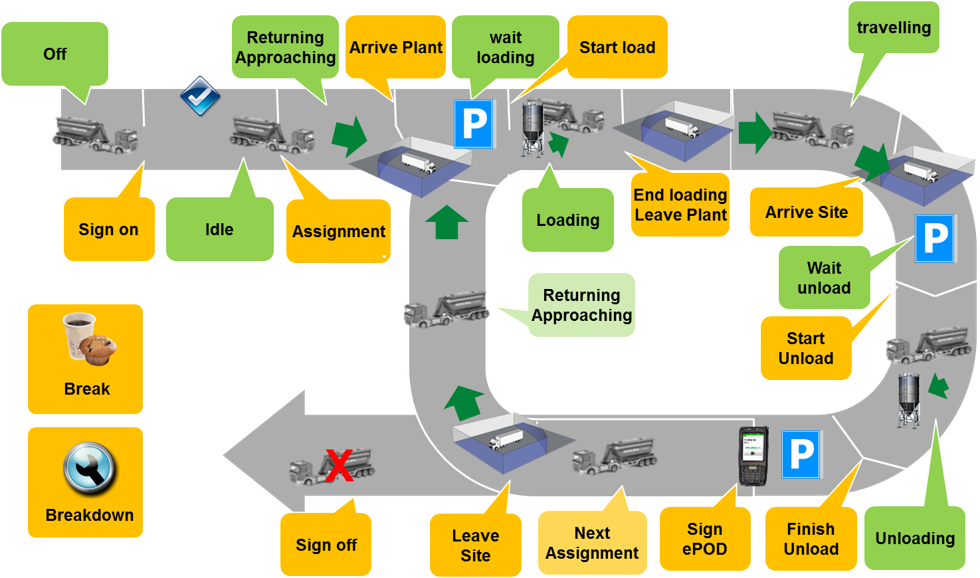 Off
Returning
Approaching
Arrive Plant
wait
loading
Start load
travelling
P
Sign on
Idle
Assignment
Loading
End loading
Leave Plant
Arrive Site
P
Wait
unload
Returning
Approaching
Start
Unload
Break
Breakdown
X
P
Sign off
Leave
Site
Next
Assignment
Sign
ePOD
Finish
Unload
Unloading